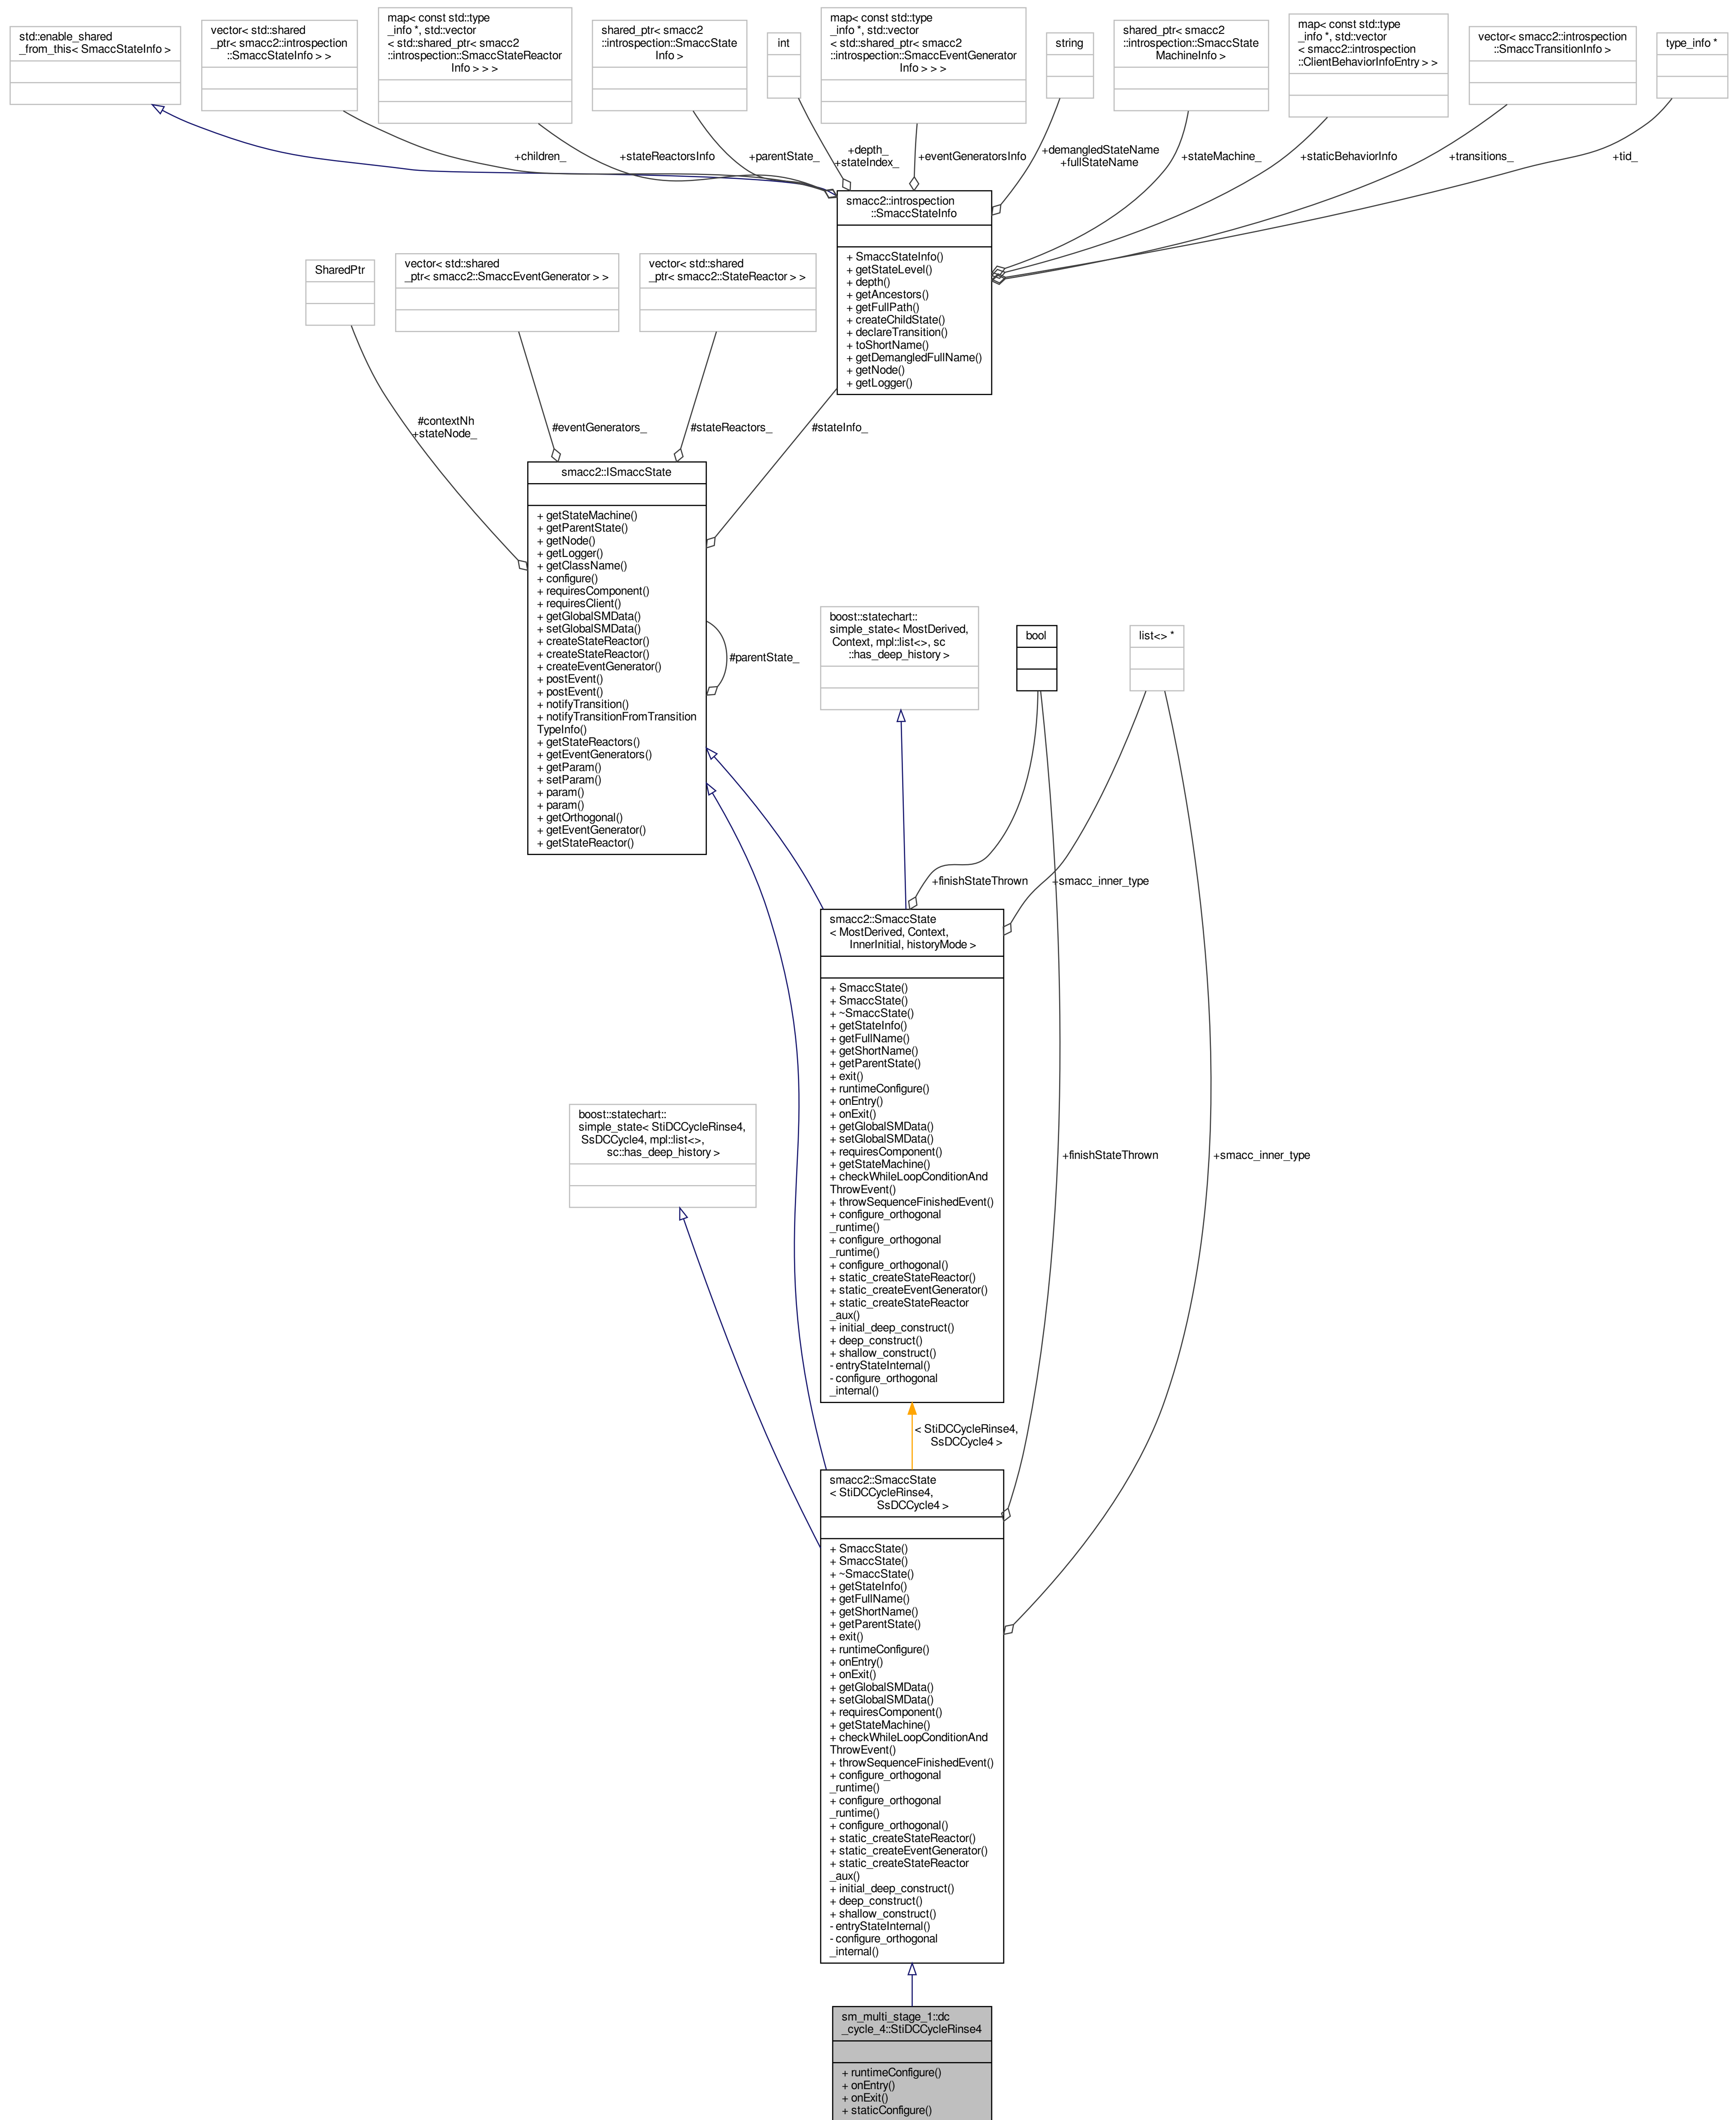 std::enable_shared
_from_this< SmaccStateInfo >
vector< std::shared
_ptr< smacc2::introspection
::SmaccStateInfo > >
map< const std::type
_info *, std::vector
< std::shared_ptr< smacc2
::introspection::SmaccStateReactor
Info > > >
shared_ptr< smacc2
::introspection::SmaccState
Info >
int
map< const std::type
_info *, std::vector
< std::shared_ptr< smacc2
::introspection::SmaccEventGenerator
Info > > >
string
shared_ptr< smacc2
::introspection::SmaccState
MachineInfo >
map< const std::type
_info *, std::vector
< smacc2::introspection
::ClientBehaviorInfoEntry > >
vector< smacc2::introspection
::SmaccTransitionInfo >
type_info *
+children_
+stateReactorsInfo
+parentState_
+depth_
+stateIndex_
+eventGeneratorsInfo
+demangledStateName
+fullStateName
+stateMachine_
+staticBehaviorInfo
+transitions_
+tid_
smacc2::introspection
::SmaccStateInfo
+ SmaccStateInfo()
+ getStateLevel()
+ depth()
+ getAncestors()
+ getFullPath()
+ createChildState()
+ declareTransition()
+ toShortName()
+ getDemangledFullName()
+ getNode()
+ getLogger()
SharedPtr
vector< std::shared
_ptr< smacc2::SmaccEventGenerator > >
vector< std::shared
_ptr< smacc2::StateReactor > >
#contextNh
+stateNode_
#eventGenerators_
#stateReactors_
#stateInfo_
smacc2::ISmaccState
+ getStateMachine()
+ getParentState()
+ getNode()
+ getLogger()
+ getClassName()
+ configure()
+ requiresComponent()
+ requiresClient()
+ getGlobalSMData()
+ setGlobalSMData()
+ createStateReactor()
+ createStateReactor()
+ createEventGenerator()
+ postEvent()
+ postEvent()
+ notifyTransition()
+ notifyTransitionFromTransition
TypeInfo()
+ getStateReactors()
+ getEventGenerators()
+ getParam()
+ setParam()
+ param()
+ param()
+ getOrthogonal()
+ getEventGenerator()
+ getStateReactor()
#parentState_
boost::statechart::
simple_state< MostDerived,
Context, mpl::list<>, sc
::has_deep_history >
bool
list<> *
+finishStateThrown
+smacc_inner_type
smacc2::SmaccState
< MostDerived, Context,
InnerInitial, historyMode >
+ SmaccState()
+ SmaccState()
+ ~SmaccState()
+ getStateInfo()
+ getFullName()
+ getShortName()
+ getParentState()
+ exit()
+ runtimeConfigure()
+ onEntry()
+ onExit()
+ getGlobalSMData()
+ setGlobalSMData()
+ requiresComponent()
+ getStateMachine()
+ checkWhileLoopConditionAnd
ThrowEvent()
+ throwSequenceFinishedEvent()
+ configure_orthogonal
_runtime()
+ configure_orthogonal
_runtime()
+ configure_orthogonal()
+ static_createStateReactor()
+ static_createEventGenerator()
+ static_createStateReactor
_aux()
+ initial_deep_construct()
+ deep_construct()
+ shallow_construct()
- entryStateInternal()
- configure_orthogonal
_internal()
boost::statechart::
simple_state< StiDCCycleRinse4,
SsDCCycle4, mpl::list<>,
sc::has_deep_history >
+finishStateThrown
+smacc_inner_type
< StiDCCycleRinse4,
SsDCCycle4 >
smacc2::SmaccState
< StiDCCycleRinse4,
SsDCCycle4 >
+ SmaccState()
+ SmaccState()
+ ~SmaccState()
+ getStateInfo()
+ getFullName()
+ getShortName()
+ getParentState()
+ exit()
+ runtimeConfigure()
+ onEntry()
+ onExit()
+ getGlobalSMData()
+ setGlobalSMData()
+ requiresComponent()
+ getStateMachine()
+ checkWhileLoopConditionAnd
ThrowEvent()
+ throwSequenceFinishedEvent()
+ configure_orthogonal
_runtime()
+ configure_orthogonal
_runtime()
+ configure_orthogonal()
+ static_createStateReactor()
+ static_createEventGenerator()
+ static_createStateReactor
_aux()
+ initial_deep_construct()
+ deep_construct()
+ shallow_construct()
- entryStateInternal()
- configure_orthogonal
_internal()
sm_multi_stage_1::dc
_cycle_4::StiDCCycleRinse4
+ runtimeConfigure()
+ onEntry()
+ onExit()
+ staticConfigure()